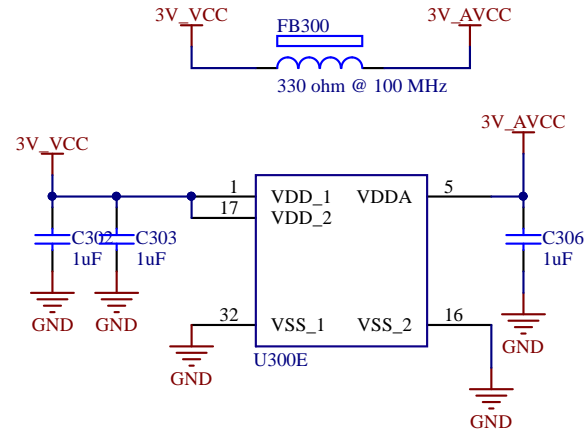 3V_VCC
FB300
3V_AVCC
330 ohm @ 100 MHz
3V_VCC
3V_AVCC
1
VDD_1
VDDA
5
17
VDD_2
C302
C303
C306
1uF
1uF
1uF
32
VSS_1
VSS_2
16
GND
GND
GND
U300E
GND
GND